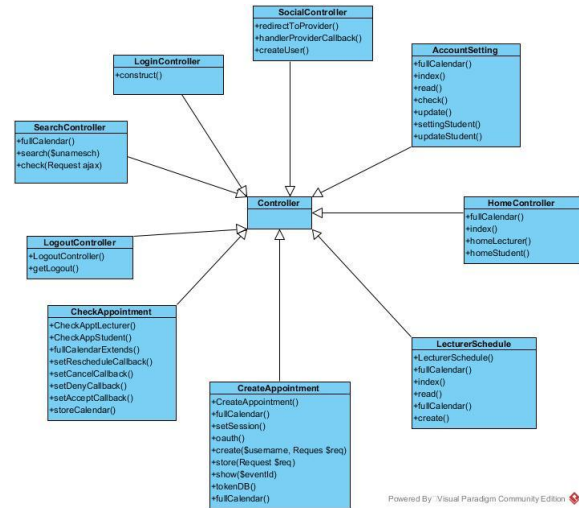 SocialController
+redirectToProvider()
+handlerProviderCallback()
+createUser()
LoginController
+construct()
AccountSetting
+fullCalendar()
+index()
+read()
+check()
+update()
+settingStudent()
+updateStudent()
SearchController
+fullCalendar()
+search($unamesch)
+check(Request ajax)
Controller
HomeController
+fullCalendar()
+index()
+homeLecturer()
+homeStudent()
LogoutController
+LogoutController()
+getLogout()
CheckAppointment
+CheckApptLecturer()
+CheckAppStudent()
+fullCalendarExtends()
+setRescheduleCallback()
+setCancelCallback()
+setDenyCallback()
+setAcceptCallback()
+storeCalendar()
LecturerSchedule
+LecturerSchedule()
+fullCalendar()
+index()
+read()
+fullCalendar()
+create()
CreateAppointment
+CreateAppointment()
+fullCalendar()
+setSession()
+oauth()
+create($username, Reques $req)
+store(Request $req)
+show($eventId)
+tokenDB()
+fullCalendar()
Powered By Visual Paradigm Community Edition